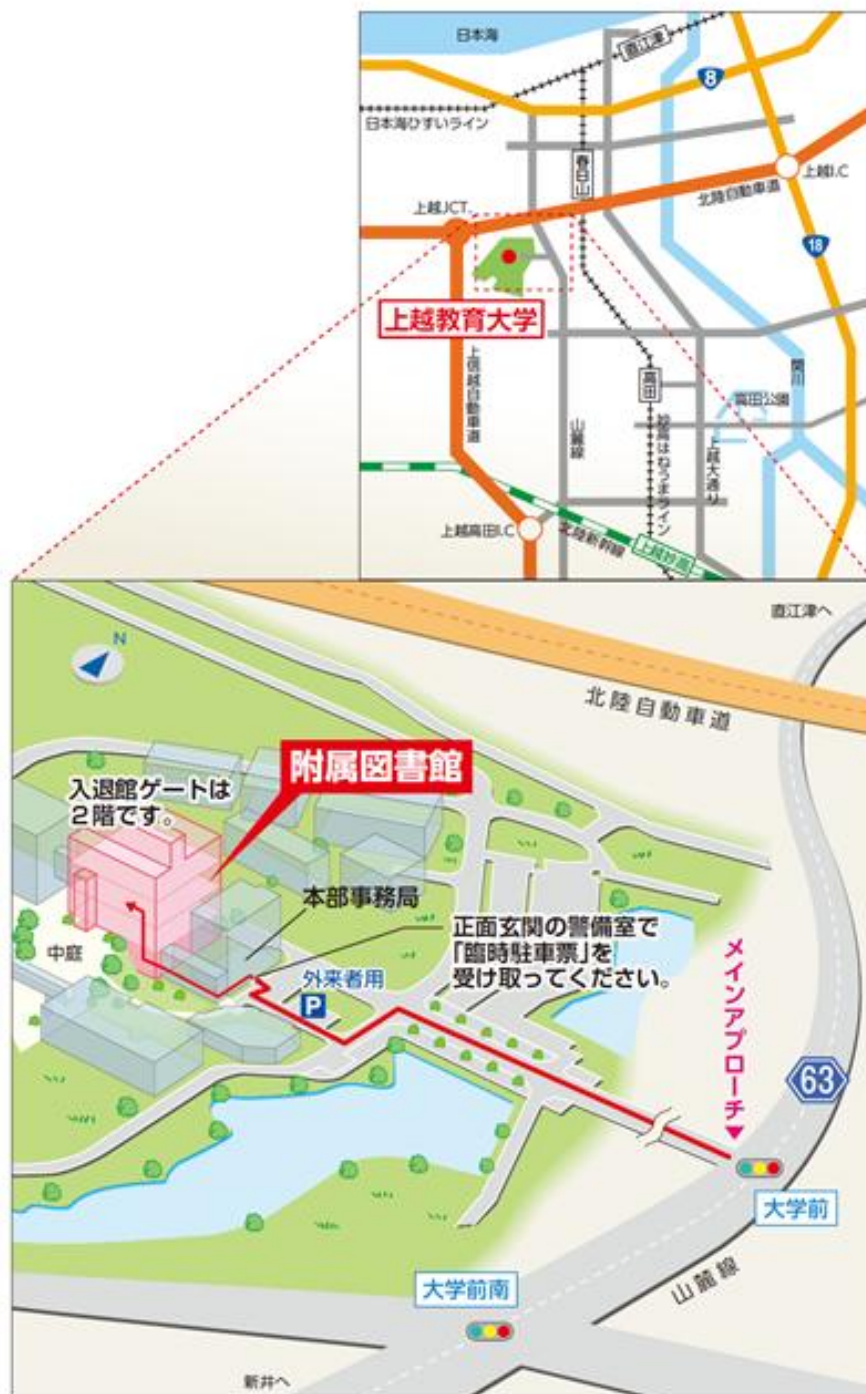 日本海
直江津
8
日本海ひすいライン
春日山
上越I.C
北陸自動車道
上越JCT.
18
上越教育大学
上信越自動車道
関川
高田
高田公園
山麓線
妙高はねうまライン
上越大通り
上越高田I.C
北陸新幹線
上越妙高
直江津へ
N
北陸自動車道
附属図書館
入退館ゲートは
2階です。
本部事務局
正面玄関の警備室で
「臨時駐車票」を
受け取ってください。
中庭
外来者用
P
メインアプローチ
63
大学前
山麓線
大学前南
新井へ